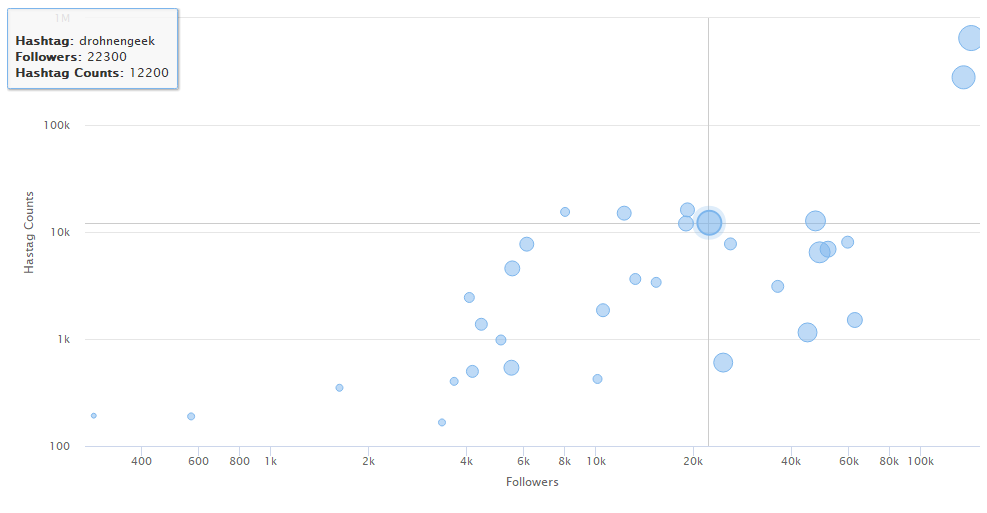 1M
Hashtag: drohnengeek
Followers: 22300
Hashtag Counts: 12200
100k
10k
1k
100
Hastag Counts
400 600 800 1k 2k 4k 6k 8k 10k 20k 40k 60k 80k 100k
Followers